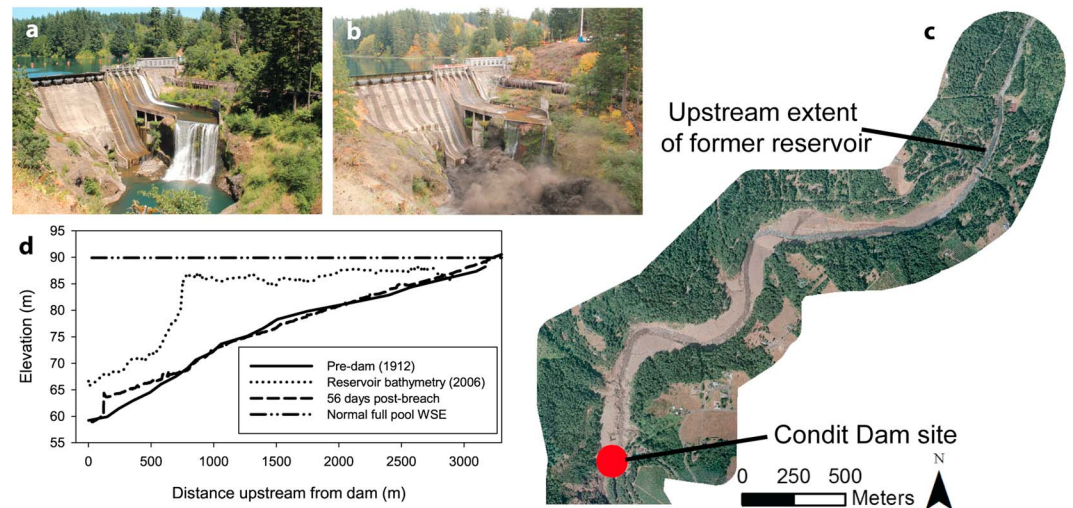 a
b
c
Upstream extent
of former reservoir
Condit Dam site
N
0 250 500
Meters
d
95
90
85
80
75
70
65
60
55
Elevation (m)
Pre-dam (1912)
Reservoir bathymetry (2006)
56 days post-breach
Normal full pool WSE
0 500 1000 1500 2000 2500 3000
Distance upstream from dam (m)